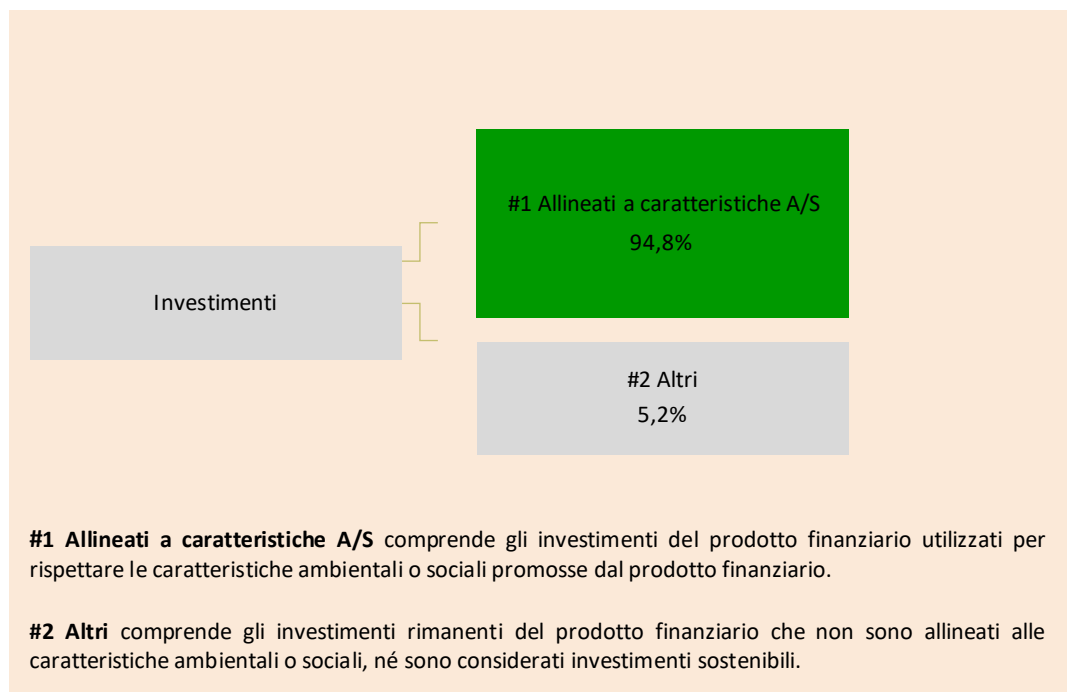 #1 Allineati a caratteristiche A/S
94,8%
Investimenti
#2 Altri
5,2%
#1 Allineati a caratteristiche A/S comprende gli investimenti del prodotto finanziario utilizzati per
rispettare le caratteristiche ambientali o sociali promosse dal prodotto finanziario.
#2 Altri comprende gli investimenti rimanenti del prodotto finanziario che non sono allineati alle
caratteristiche ambientali o sociali, né sono considerati investimenti sostenibili.